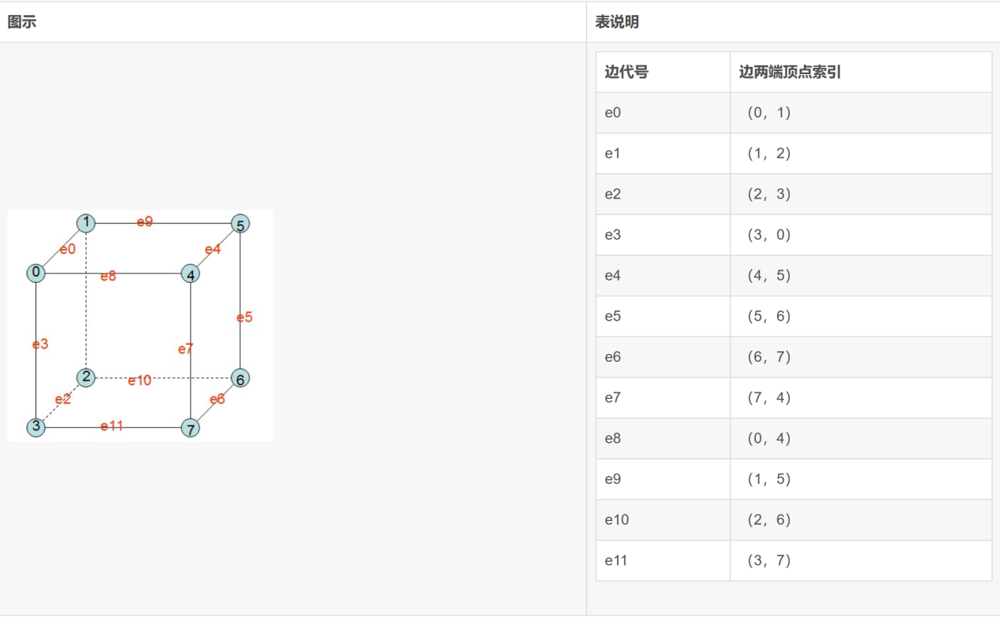 图示
表说明
边代号 边两端顶点索引
e0 (0, 1)
e1 (1, 2)
e2 (2, 3)
e3 (3, 0)
e4 (4, 5)
e5 (5, 6)
e6 (6, 7)
e7 (7, 4)
e8 (0, 4)
e9 (1, 5)
e10 (2, 6)
e11 (3, 7)
1 e9 5
e0 e4
0 e8 4
e5
e3 e7
2 e10 6
e2 e6
3 e11 7